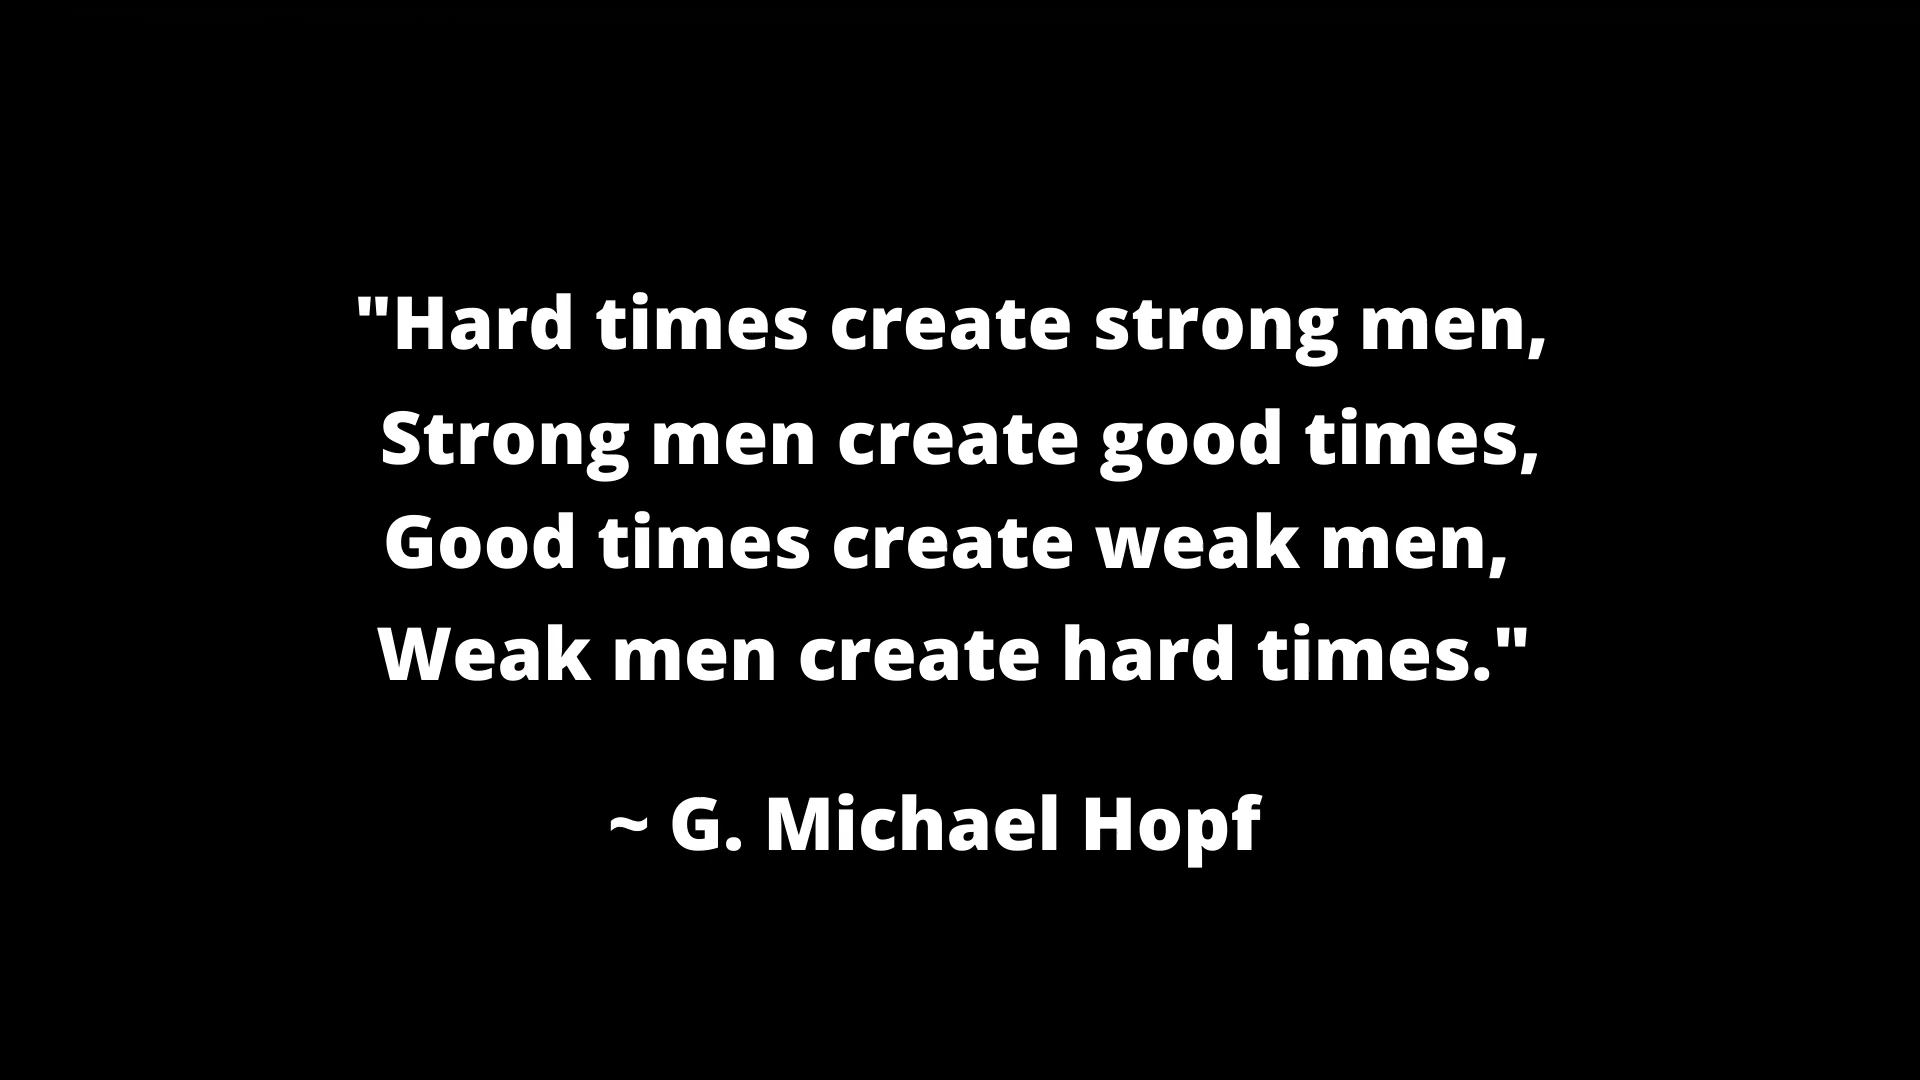 "Hard times create strong men,
Strong men create good times,
Good times create weak men,
Weak men create hard times."
~ G. Michael Hopf